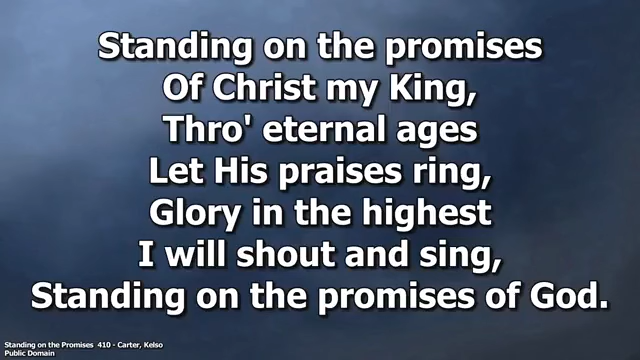 Standing on the promises
Of Christ my King,
Thro' eternal ages
Let His praises ring,
Glory in the highest
I will shout and sing,
Standing on the promises of God.
Standing on the Promises  410 - Carter, Kelso
Public Domain